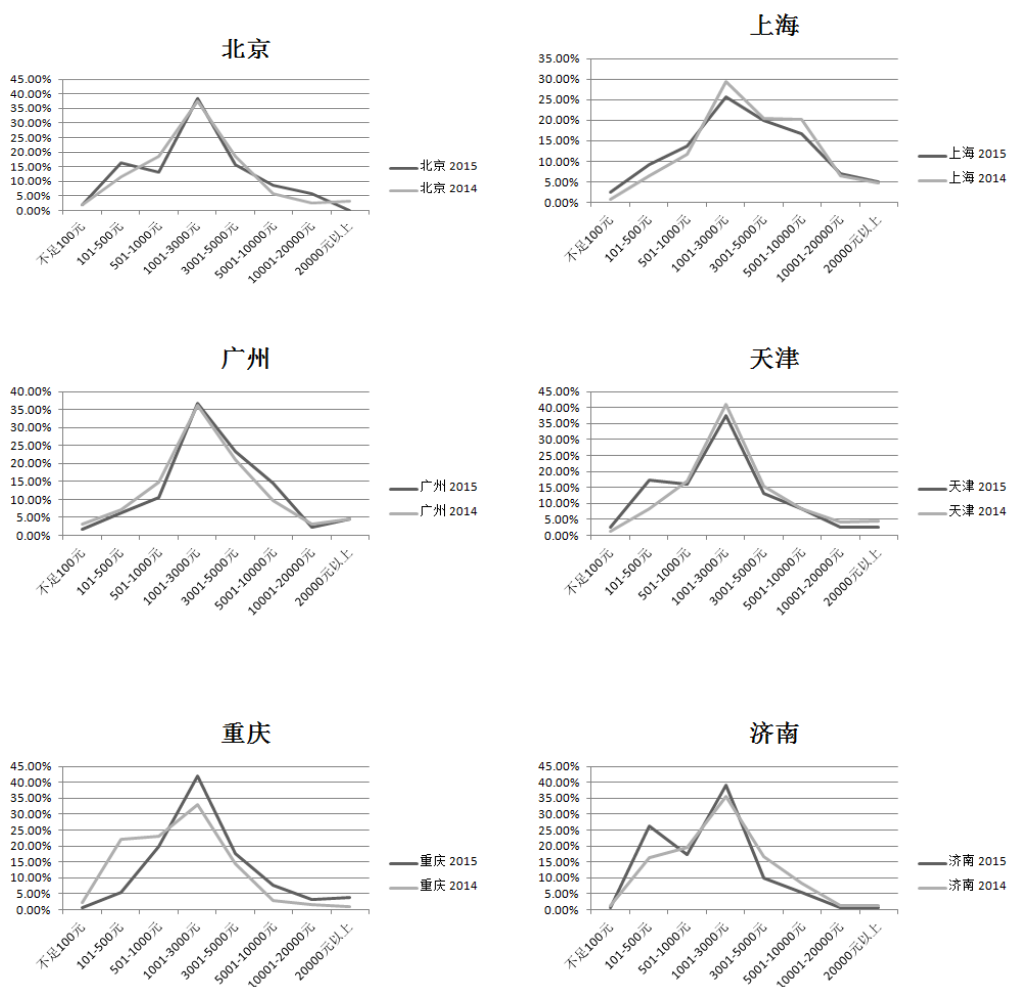 北京
45.00%
40.00%
35.00%
30.00%
25.00%
20.00%
15.00%
10.00%
5.00%
0.00%
不足100元
101-500元
501-1000元
1001-3000元
3001-5000元
5001-10000元
10001-20000元
20000元以上
北京 2015
北京 2014
上海
35.00%
30.00%
25.00%
20.00%
15.00%
10.00%
5.00%
0.00%
不足100元
101-500元
501-1000元
1001-3000元
3001-5000元
5001-10000元
10001-20000元
20000元以上
上海 2015
上海 2014
广州
40.00%
35.00%
30.00%
25.00%
20.00%
15.00%
10.00%
5.00%
0.00%
不足100元
101-500元
501-1000元
1001-3000元
3001-5000元
5001-10000元
10001-20000元
20000元以上
广州 2015
广州 2014
天津
45.00%
40.00%
35.00%
30.00%
25.00%
20.00%
15.00%
10.00%
5.00%
0.00%
不足100元
101-500元
501-1000元
1001-3000元
3001-5000元
5001-10000元
10001-20000元
20000元以上
天津 2015
天津 2014
重庆
45.00%
40.00%
35.00%
30.00%
25.00%
20.00%
15.00%
10.00%
5.00%
0.00%
不足100元
101-500元
501-1000元
1001-3000元
3001-5000元
5001-10000元
10001-20000元
20000元以上
重庆 2015
重庆 2014
济南
45.00%
40.00%
35.00%
30.00%
25.00%
20.00%
15.00%
10.00%
5.00%
0.00%
不足100元
101-500元
501-1000元
1001-3000元
3001-5000元
5001-10000元
10001-20000元
20000元以上
济南 2015
济南 2014